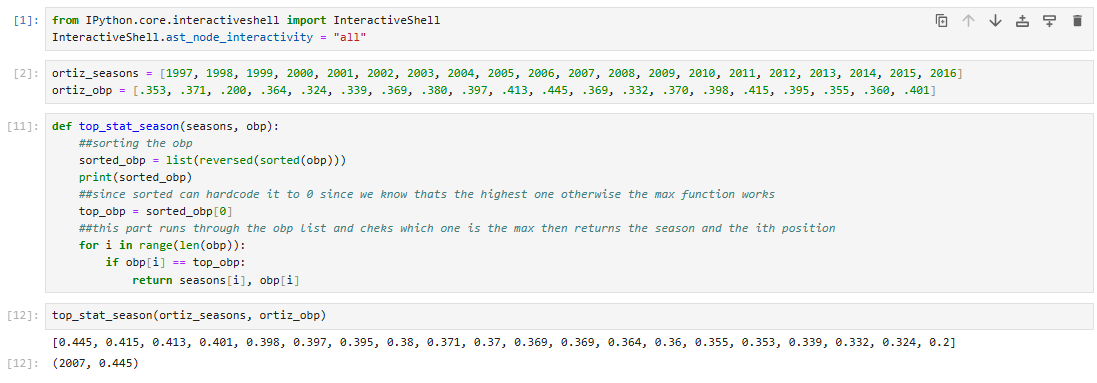 [1]: from IPython.core.interactiveshell import InteractiveShell
InteractiveShell.ast_node_interactivity = "all"
[2]: ortiz_seasons = [1997, 1998, 1999, 2000, 2001, 2002, 2003, 2004, 2005, 2006, 2007, 2008, 2009, 2010, 2011, 2012, 2013, 2014, 2015, 2016]
ortiz_obp = [.353, .371, .200, .364, .324, .339, .369, .380, .397, .413, .445, .369, .332, .370, .398, .415, .395, .355, .360, .401]
[11]: def top_stat_season(seasons, obp):
    ##sorting the obp
    sorted_obp = list(reversed(sorted(obp)))
    print(sorted_obp)
    ##since sorted can hardcode it to 0 since we know thats the highest one otherwise the max function works
    top_obp = sorted_obp[0]
    ##this part runs through the obp list and cheks which one is the max then returns the season and the ith position
    for i in range(len(obp)):
        if obp[i] == top_obp:
            return seasons[i], obp[i]
[12]: top_stat_season(ortiz_seasons, ortiz_obp)
[0.445, 0.415, 0.413, 0.401, 0.398, 0.397, 0.395, 0.38, 0.371, 0.37, 0.369, 0.369, 0.364, 0.36, 0.355, 0.353, 0.339, 0.332, 0.324, 0.2]
[12]: (2007, 0.445)